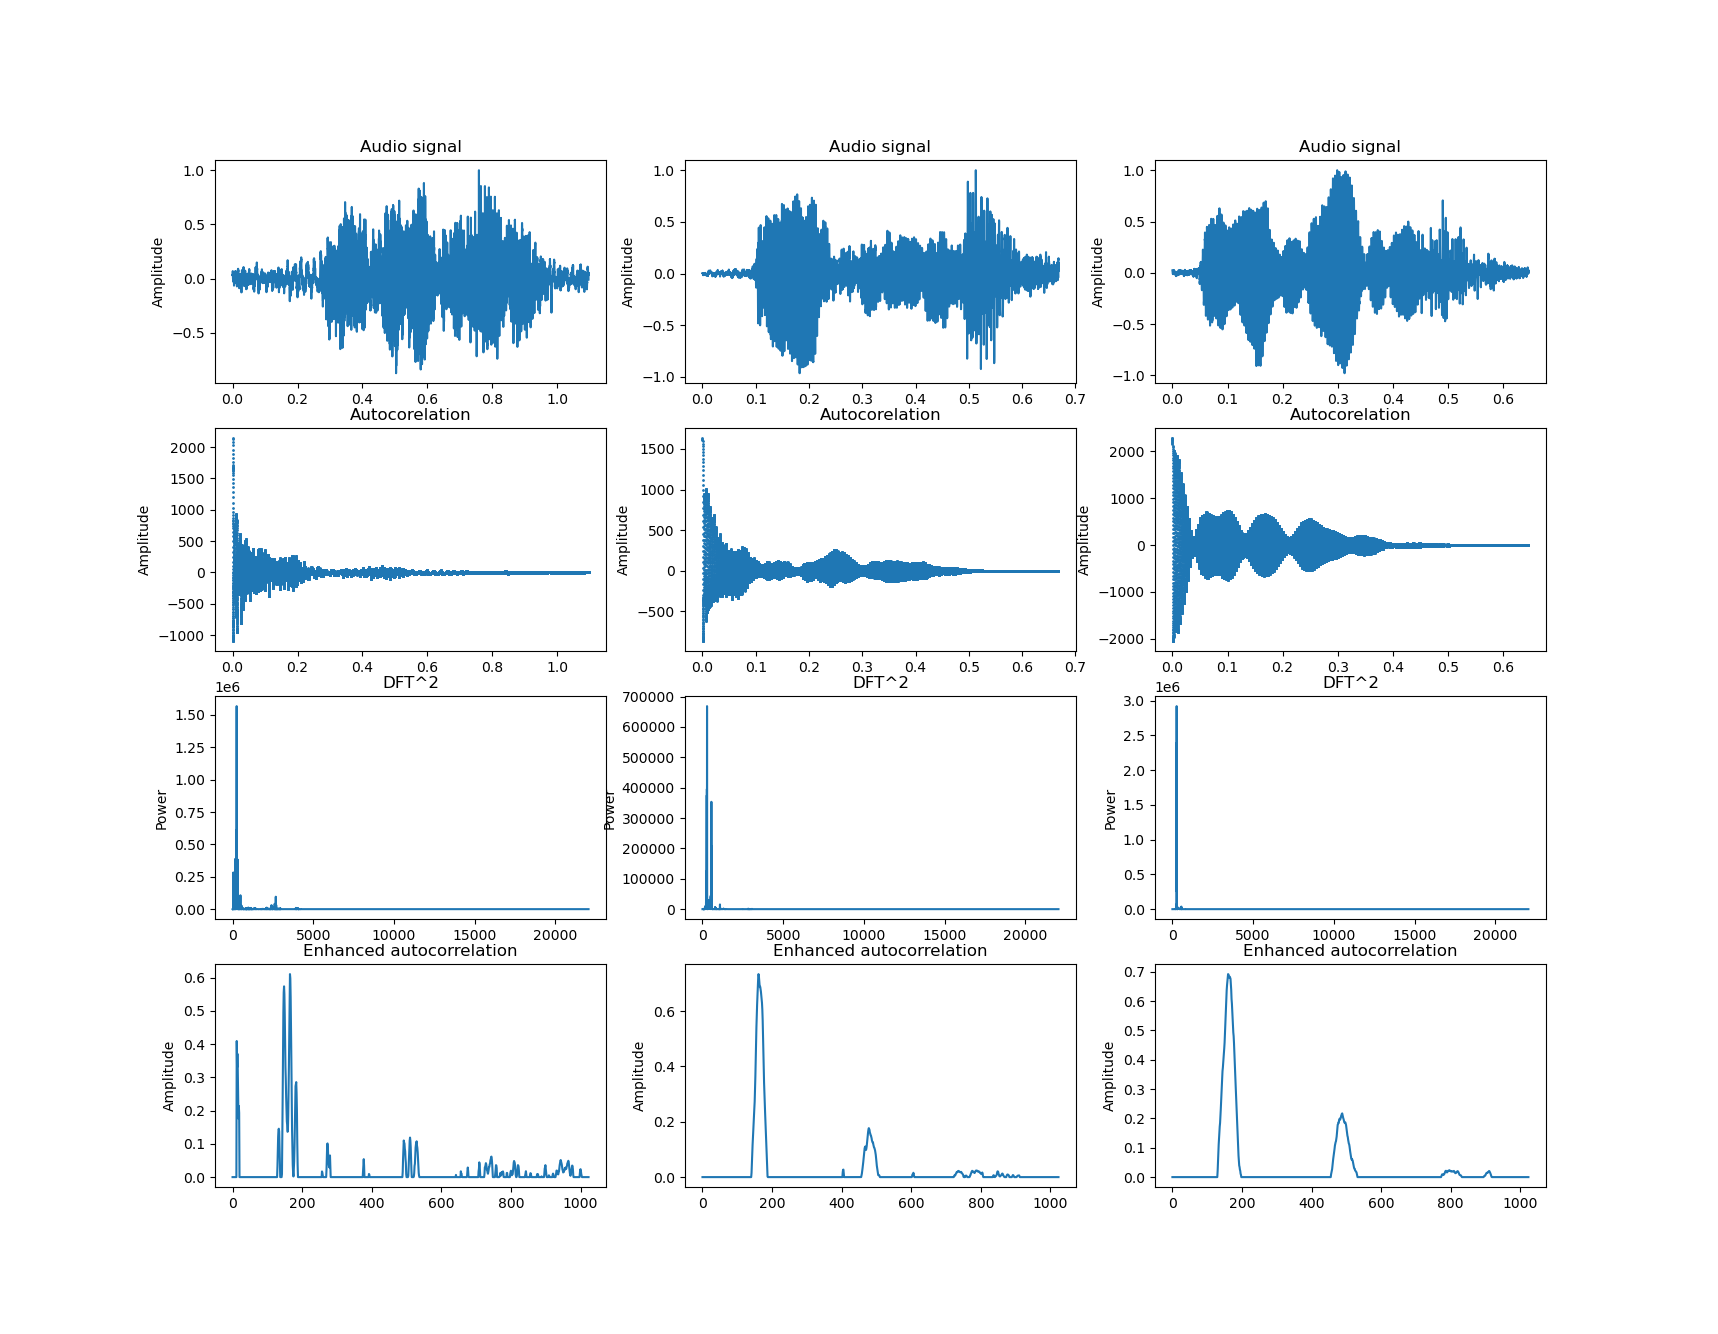 Audio signal Audio signal Audio signal
Amplitude Amplitude Amplitude
1.0 0.5 0.0 −0.5
1.0 0.5 0.0 −0.5 −1.0
1.0 0.5 0.0 −0.5 −1.0
0.0 0.2 0.4 0.6 0.8 1.0
0.0 0.1 0.2 0.3 0.4 0.5 0.6 0.7
0.0 0.1 0.2 0.3 0.4 0.5 0.6
Autocorelation Autocorelation Autocorelation
Amplitude Amplitude Amplitude
2000 1500 1000 500 0 −500 −1000
1500 1000 500 0 −500
2000 1000 0 −1000 −2000
0.0 0.2 0.4 0.6 0.8 1.0
0.0 0.1 0.2 0.3 0.4 0.5 0.6 0.7
0.0 0.1 0.2 0.3 0.4 0.5 0.6
DFT^2 DFT^2 DFT^2
1e6 1e6
Power Power Power
1.50 1.25 1.00 0.75 0.50 0.25 0.00
700000 600000 500000 400000 300000 200000 100000 0
3.0 2.5 2.0 1.5 1.0 0.5 0.0
0 5000 10000 15000 20000
0 5000 10000 15000 20000
0 5000 10000 15000 20000
Enhanced autocorrelation Enhanced autocorrelation Enhanced autocorrelation
Amplitude Amplitude Amplitude
0.6 0.5 0.4 0.3 0.2 0.1 0.0
0.6 0.4 0.2 0.0
0.7 0.6 0.5 0.4 0.3 0.2 0.1 0.0
0 200 400 600 800 1000
0 200 400 600 800 1000
0 200 400 600 800 1000